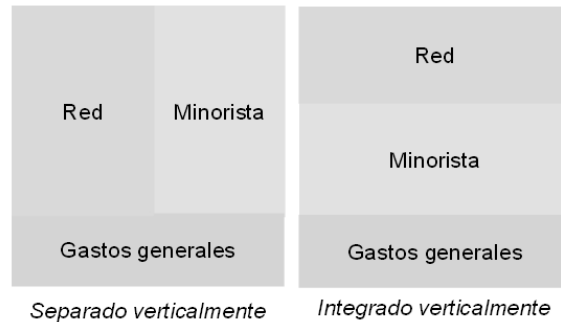 Red
Minorista
Gastos generales
Separado verticalmente
Red
Minorista
Gastos generales
Integrado verticalmente